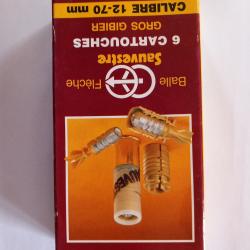 Balle
Flèche
Sauvestre
6 CARTOUCHES
GROS GIBIER
CALIBRE 12-70 mm